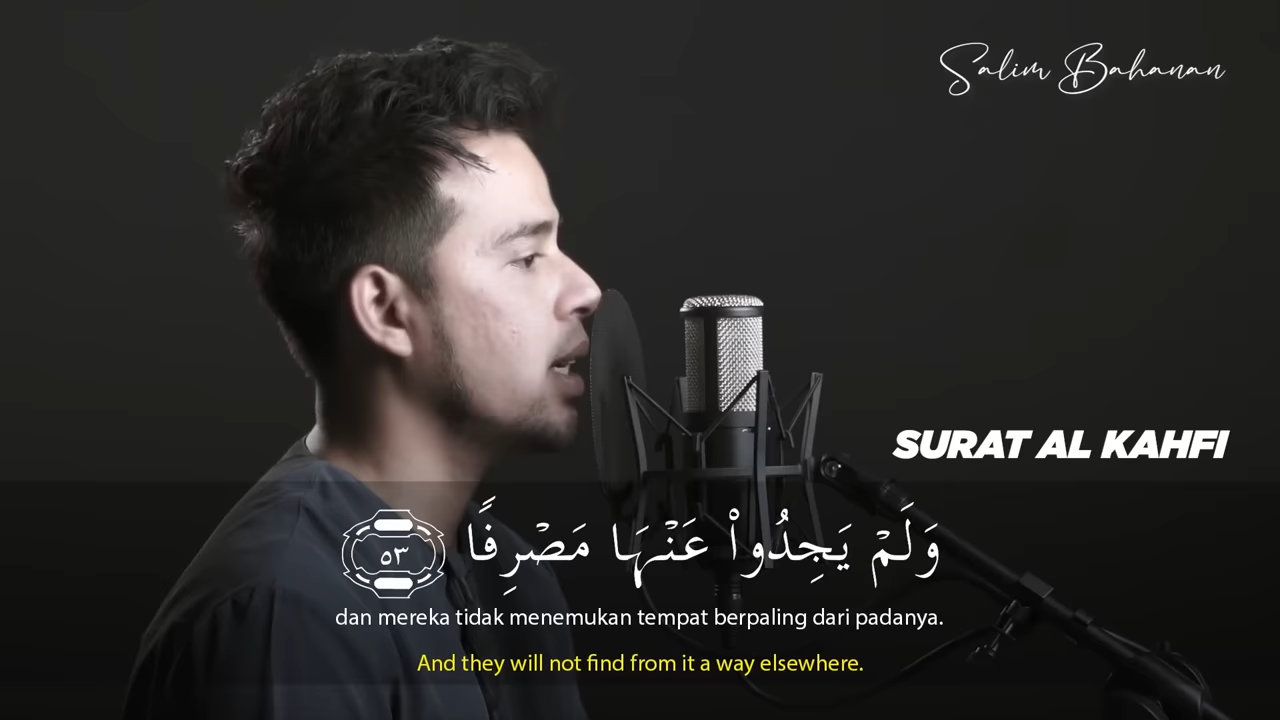 Salim Bahanan
SURAT AL KAHFI
وَلَمْ يَجِدُواْ عَنْهَا مَصْرِفًا ٥٣
dan mereka tidak menemukan tempat berpaling dari padanya.
And they will not find from it a way elsewhere.